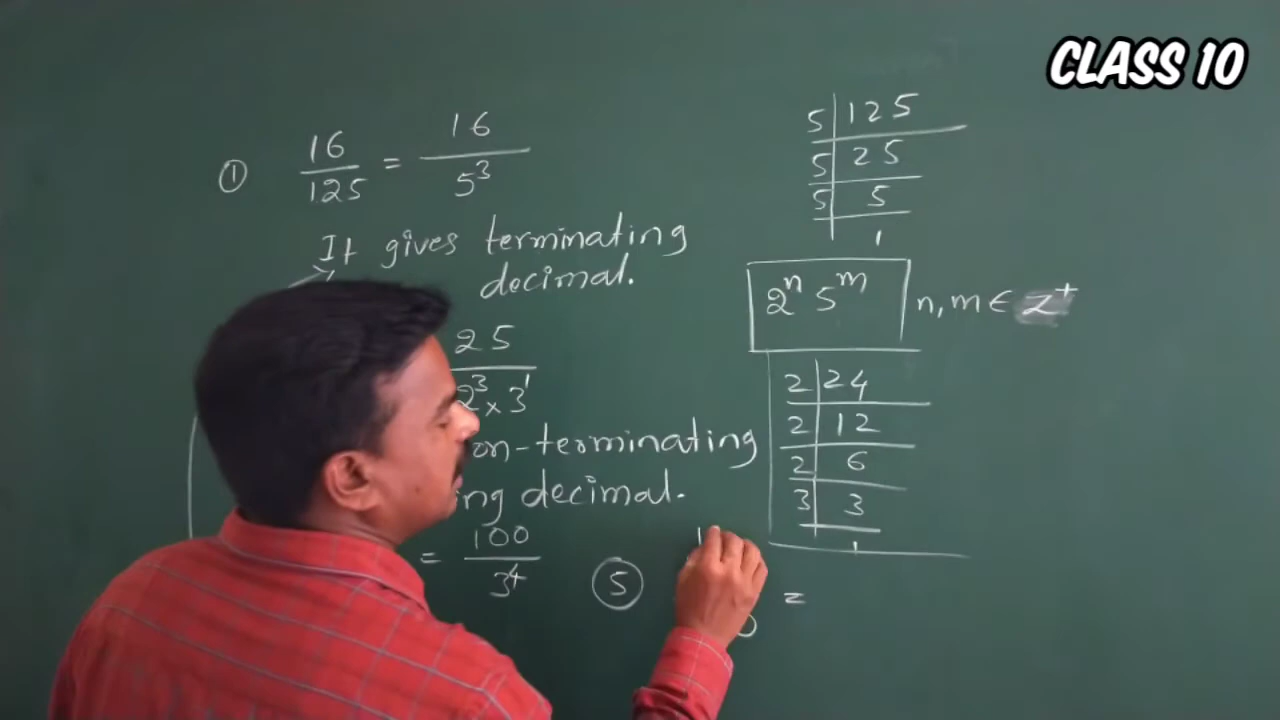 CLASS 10
① 16/125 = 16/5³
It gives terminating
decimal.
25
2³ × 3¹
on-terminating
ing decimal.
= 100/3⁴
⑤
=
5 | 125
5 | 25
5 | 5
1
2ⁿ 5ᵐ n, m ∈ Z⁺
2 | 24
2 | 12
2 | 6
3 | 3
1